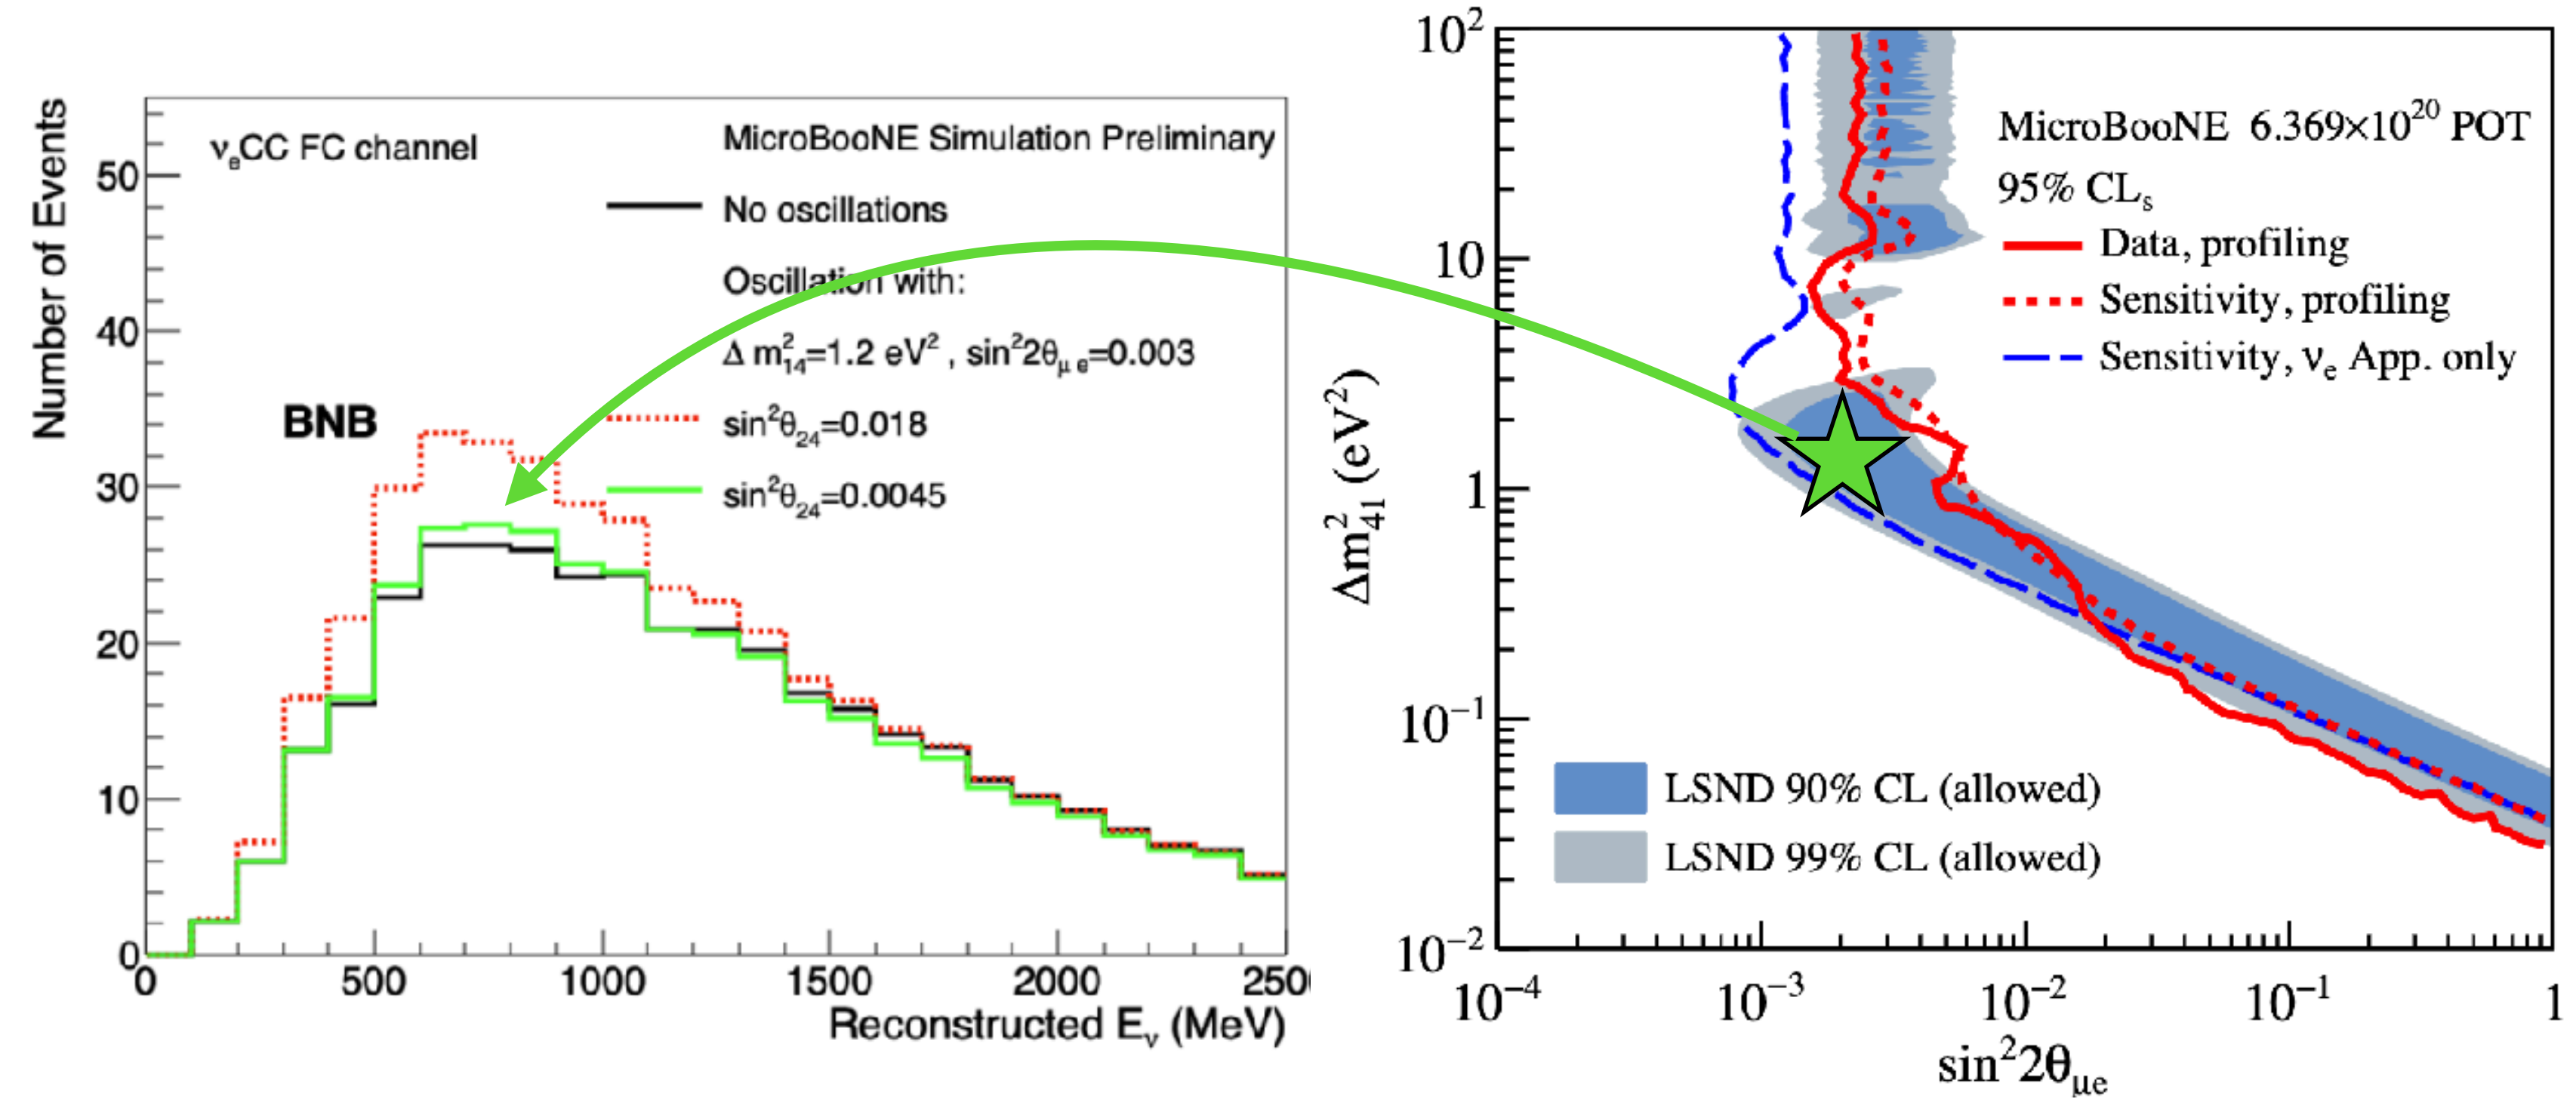 Number of Events
50
40
30
20
10
0
νₑCC FC channel
MicroBooNE Simulation Preliminary
No oscillations
Oscillation with:
Δ m²₁₄=1.2 eV² , sin²2θ_μe=0.003
sin²θ₂₄=0.018
sin²θ₂₄=0.0045
BNB
0 500 1000 1500 2000 250
Reconstructed Eᵥ (MeV)
Δm²₄₁ (eV²)
10²
10
1
10⁻¹
10⁻²
MicroBooNE 6.369×10²⁰ POT
95% CLₛ
Data, profiling
Sensitivity, profiling
Sensitivity, νₑ App. only
LSND 90% CL (allowed)
LSND 99% CL (allowed)
10⁻⁴ 10⁻³ 10⁻² 10⁻¹ 1
sin²2θ_μe